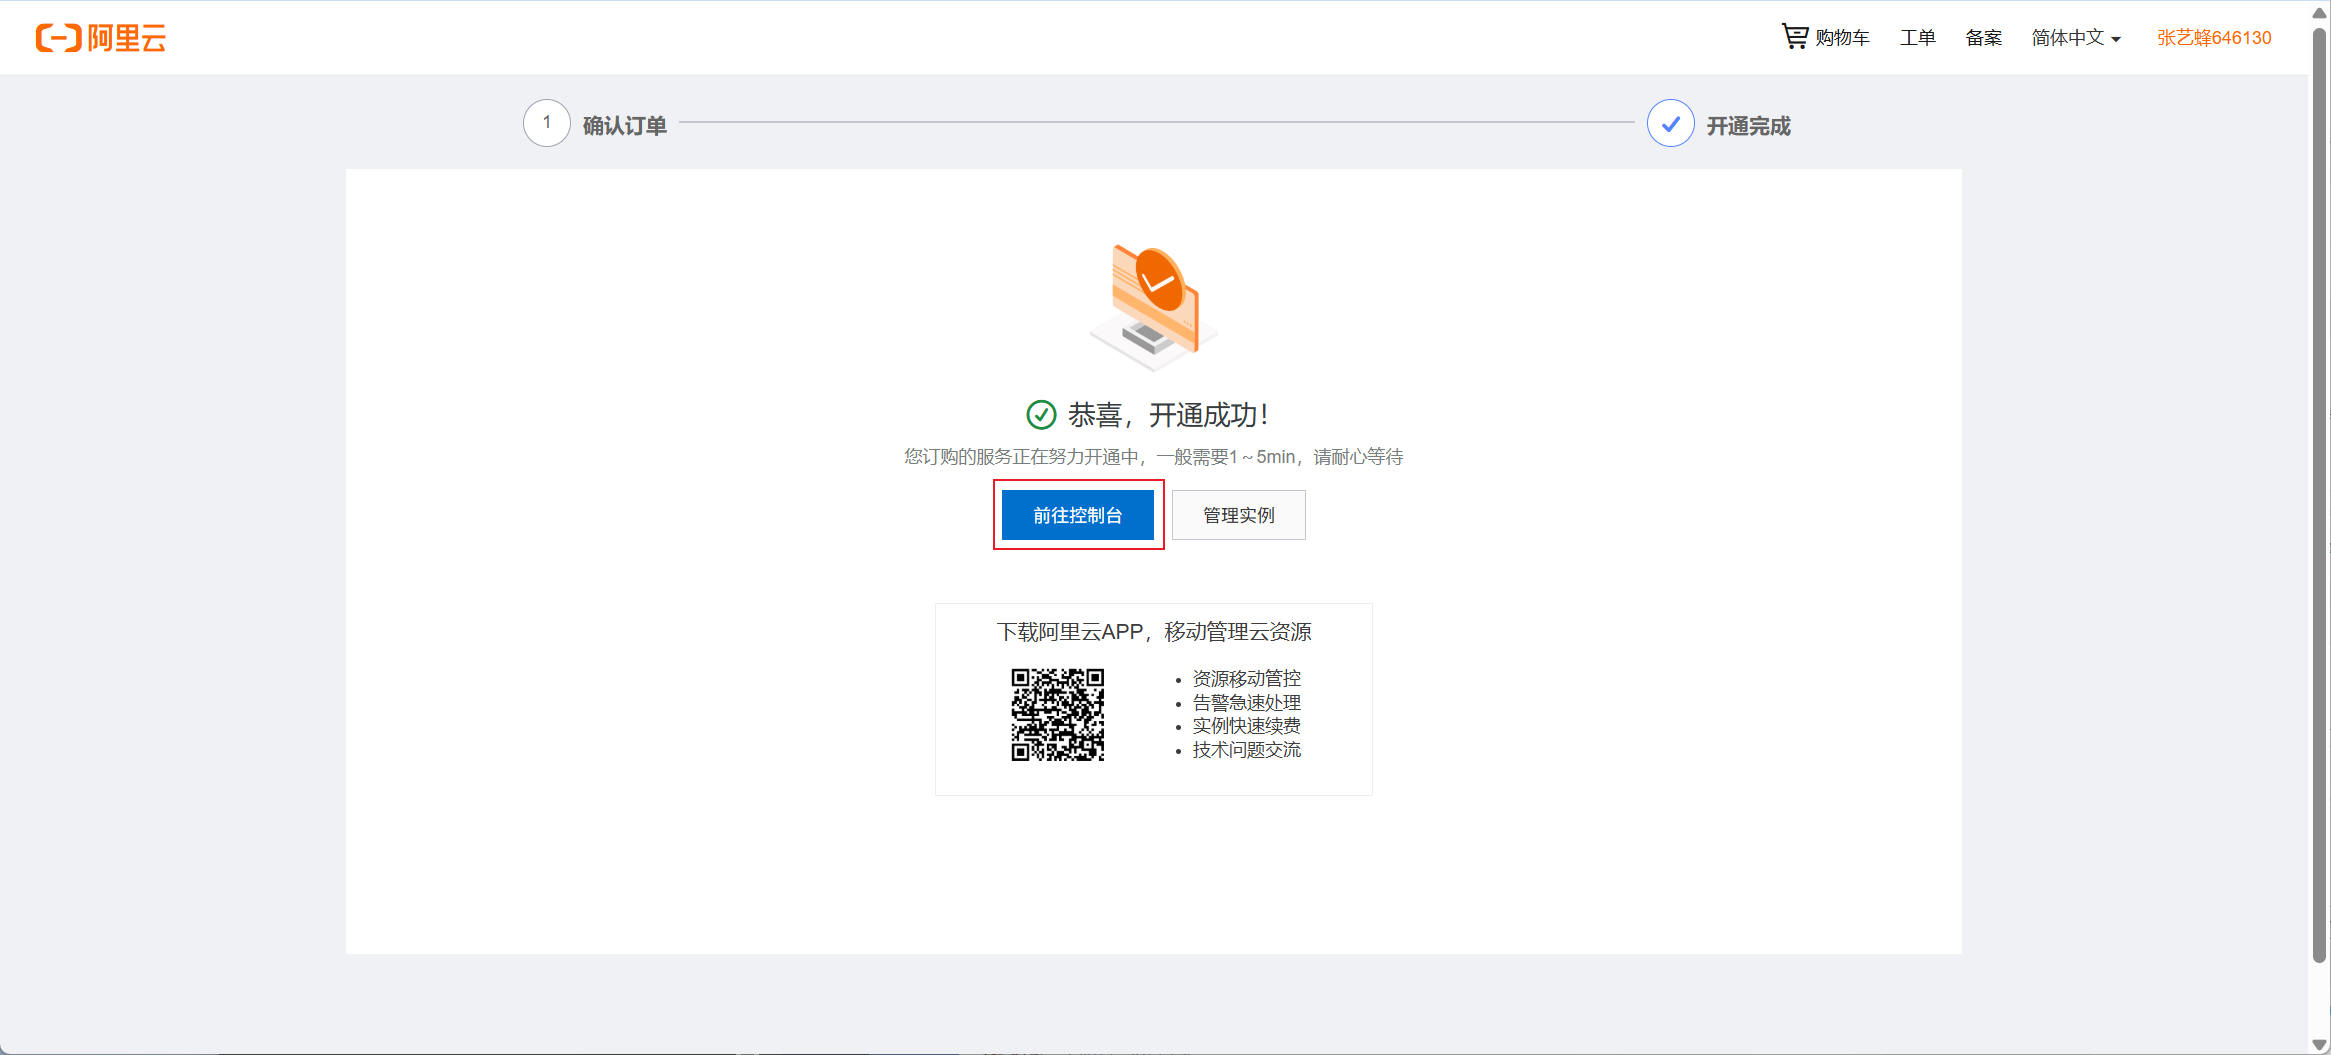 阿里云
购物车 工单 备案 简体中文 张艺蜂646130
1 确认订单 开通完成
恭喜，开通成功！
您订购的服务正在努力开通中，一般需要1～5min，请耐心等待
前往控制台 管理实例
下载阿里云APP，移动管理云资源
资源移动管控
告警急速处理
实例快速续费
技术问题交流